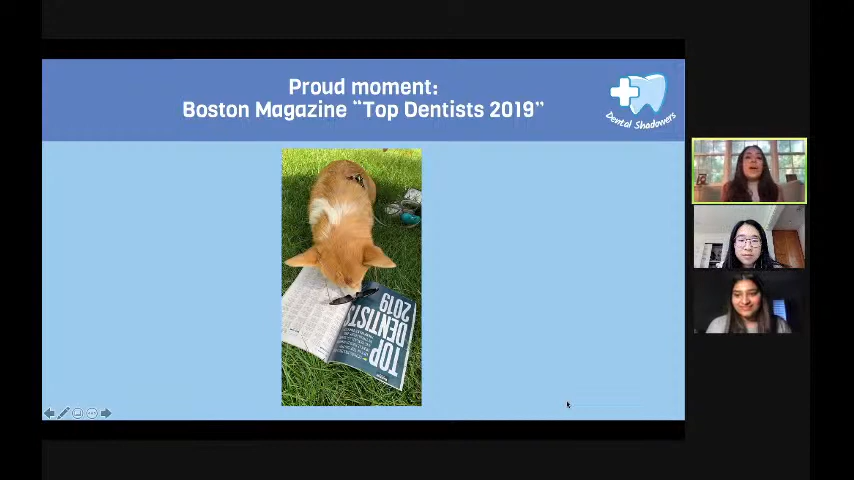 Proud moment:
Boston Magazine “Top Dentists 2019”
Dental Shadowers
TOP
DENTISTS
2019